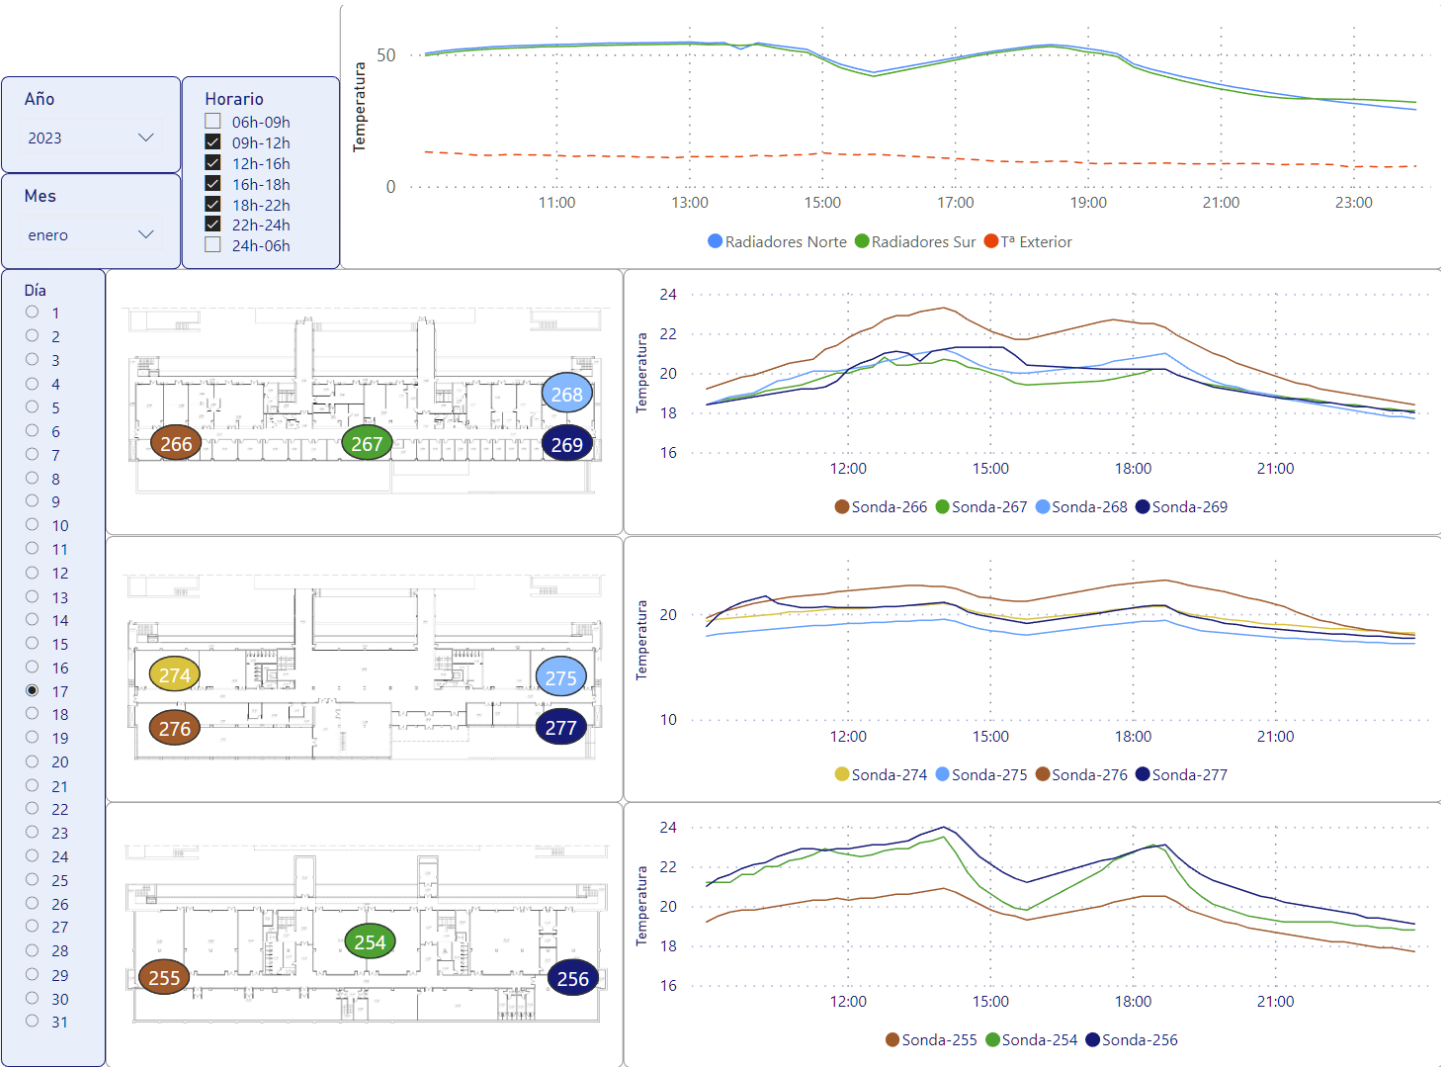 Año
2023
Mes
enero
Horario
06h-09h
09h-12h
12h-16h
16h-18h
18h-22h
22h-24h
24h-06h
Temperatura
50
0
11:00 13:00 15:00 17:00 19:00 21:00 23:00
Radiadores Norte Radiadores Sur Tª Exterior
Día
1
2
3
4
5
6
7
8
9
10
11
12
13
14
15
16
17
18
19
20
21
22
23
24
25
26
27
28
29
30
31
268
266 267 269
Temperatura
24
22
20
18
16
12:00 15:00 18:00 21:00
Sonda-266 Sonda-267 Sonda-268 Sonda-269
274 275
276 277
Temperatura
20
10
12:00 15:00 18:00 21:00
Sonda-274 Sonda-275 Sonda-276 Sonda-277
254
255 256
Temperatura
24
22
20
18
16
12:00 15:00 18:00 21:00
Sonda-255 Sonda-254 Sonda-256